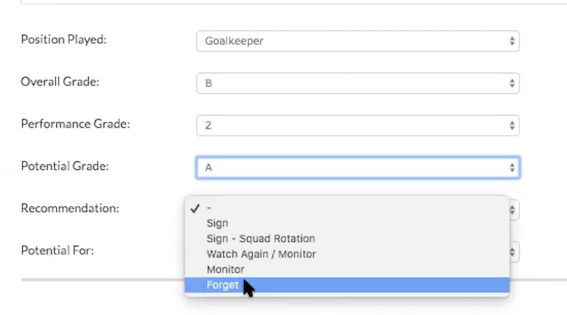 Position Played: Goalkeeper
Overall Grade: B
Performance Grade: 2
Potential Grade: A
Recommendation: -
Sign
Sign - Squad Rotation
Watch Again / Monitor
Monitor
Forget
Potential For: